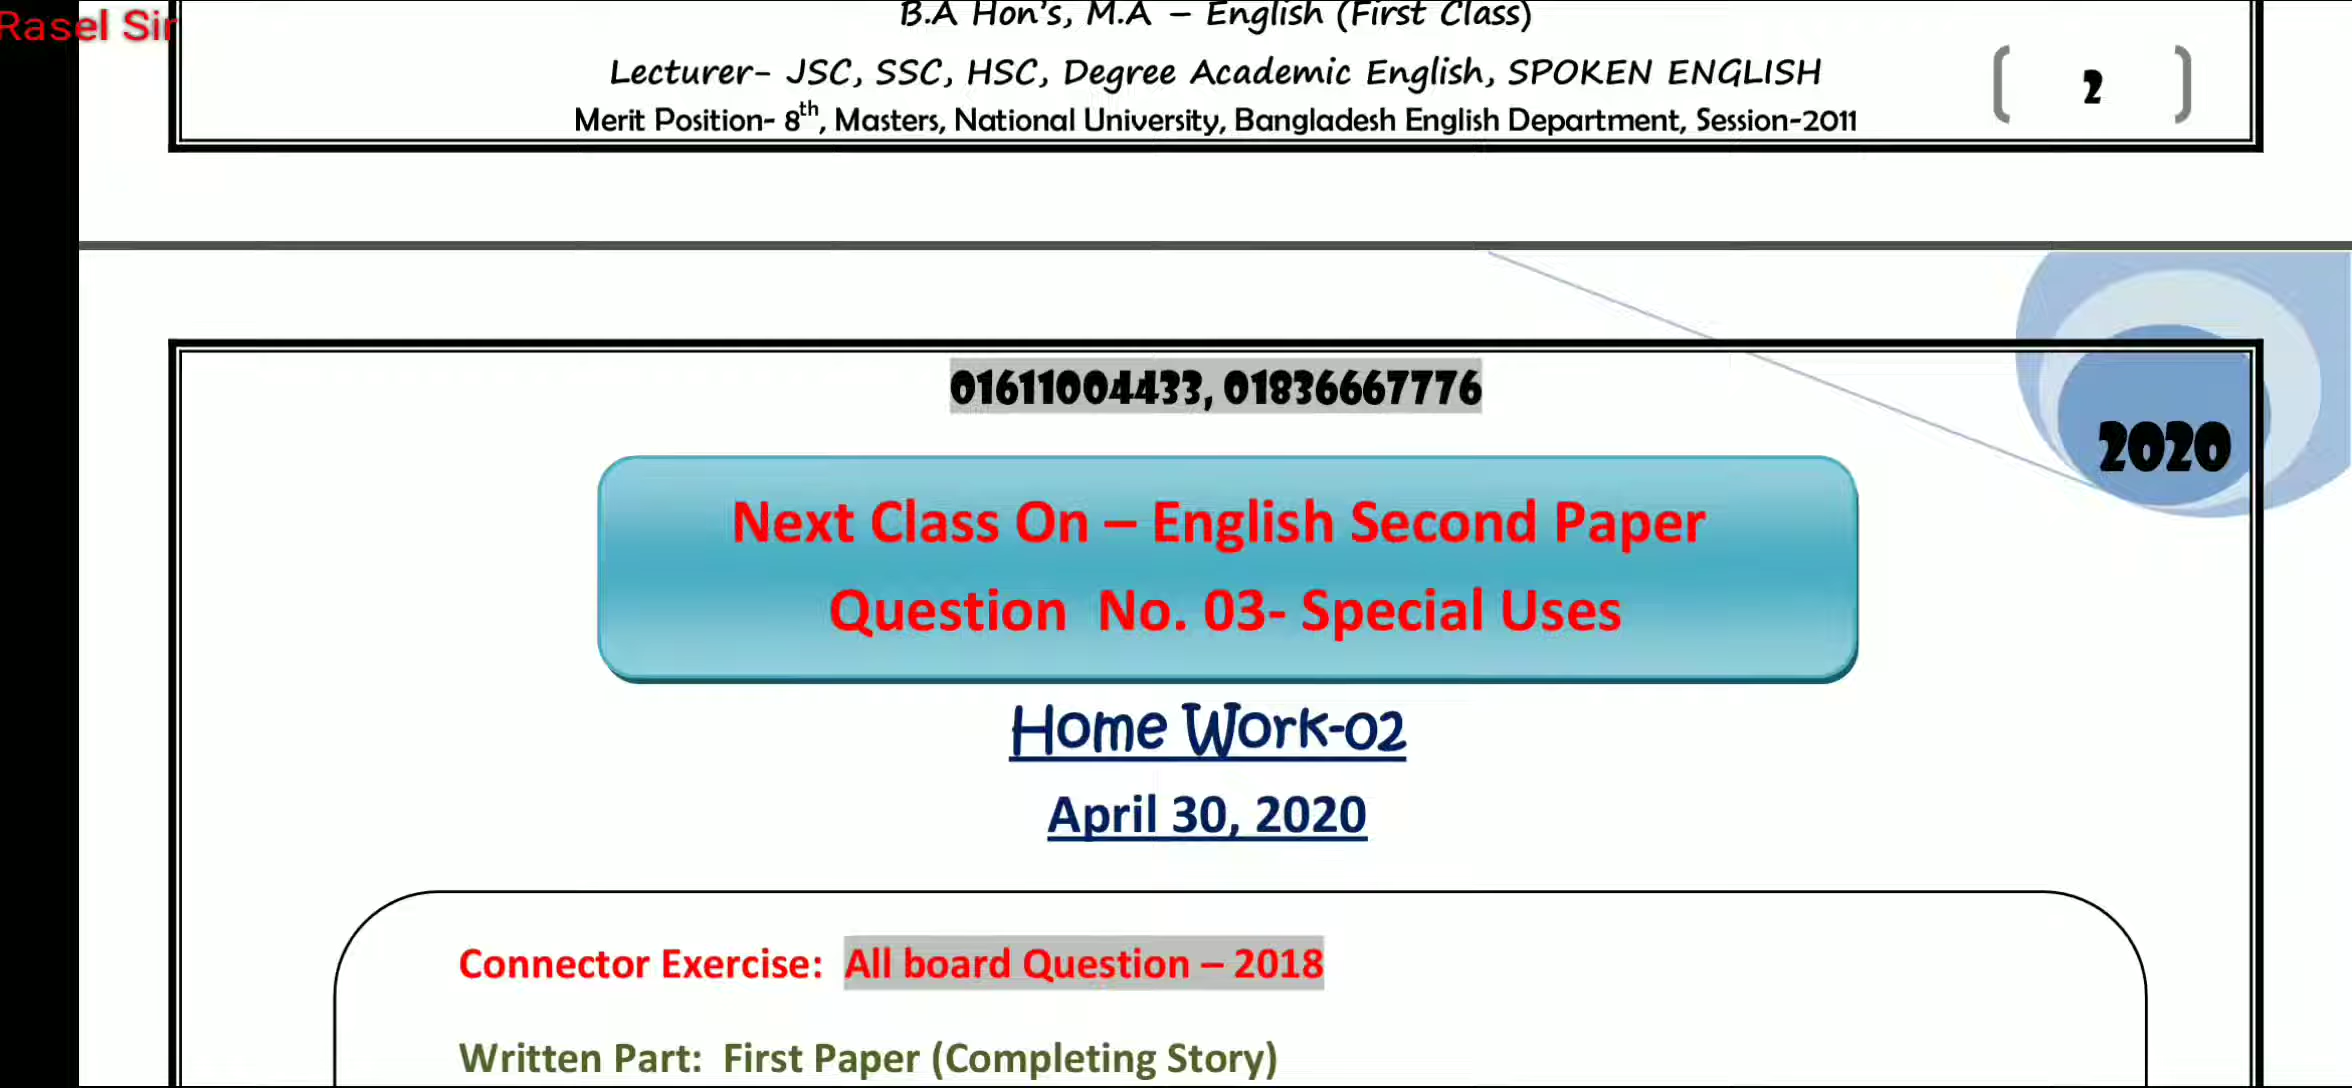 Rasel Sir
B.A Hon's, M.A – English (First Class)
Lecturer- JSC, SSC, HSC, Degree Academic English, SPOKEN ENGLISH
Merit Position- 8th, Masters, National University, Bangladesh English Department, Session-2011
2
01611004433, 01836667776
2020
Next Class On – English Second Paper
Question No. 03- Special Uses
Home Work-02
April 30, 2020
Connector Exercise: All board Question – 2018
Written Part: First Paper (Completing Story)